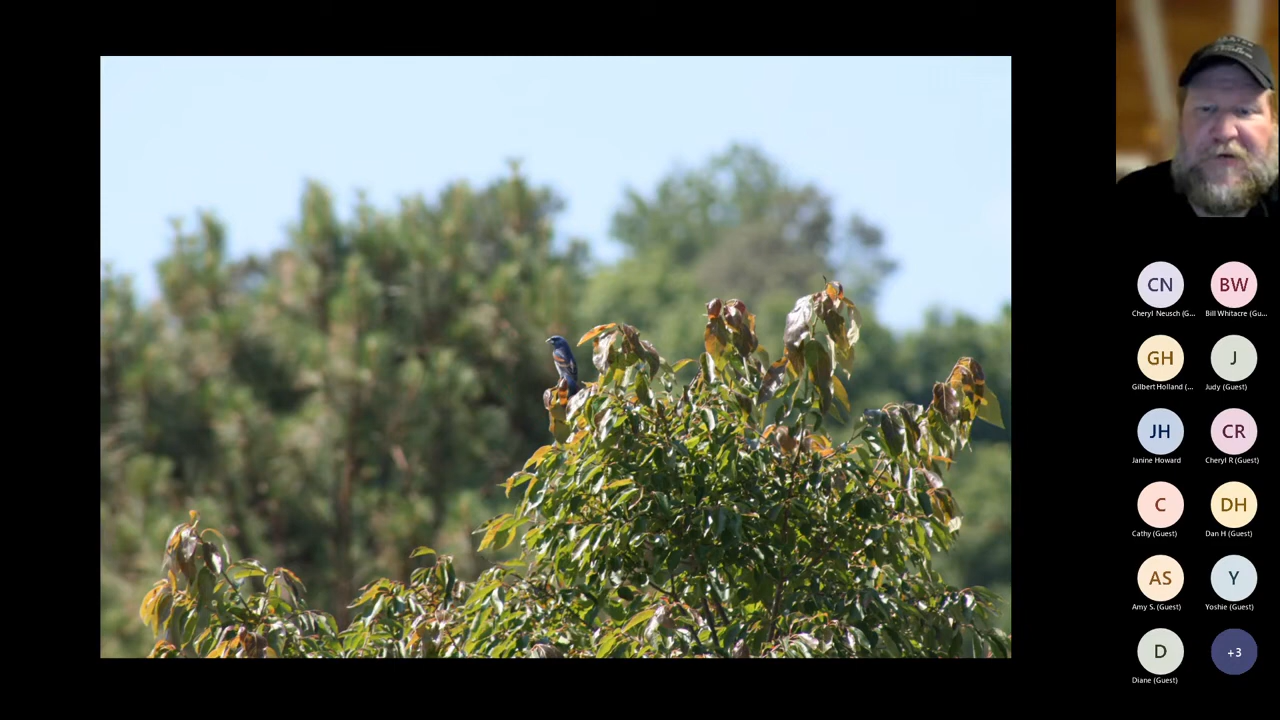 CN
BW
Cheryl Neusch (G...
Bill Whitacre (Gu...
GH
J
Gilbert Holland (...
Judy (Guest)
JH
CR
Janine Howard
Cheryl R (Guest)
C
DH
Cathy (Guest)
Dan H (Guest)
AS
Y
Amy S. (Guest)
Yoshie (Guest)
D
+3
Diane (Guest)